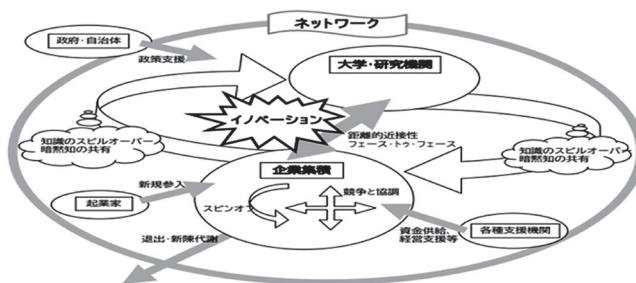 ネットワーク
政府・自治体
政策支援
大学・研究機関
イノベーション
距離的近接性
フェース・トゥ・フェース
知識のスピルオーバー
暗黙知の共有
知識のスピルオーバー
暗黙知の共有
企業集積
新規参入
競争と協調
スピンオフ
起業家
退出・新陳代謝
資金供給、
経営支援等
各種支援機関